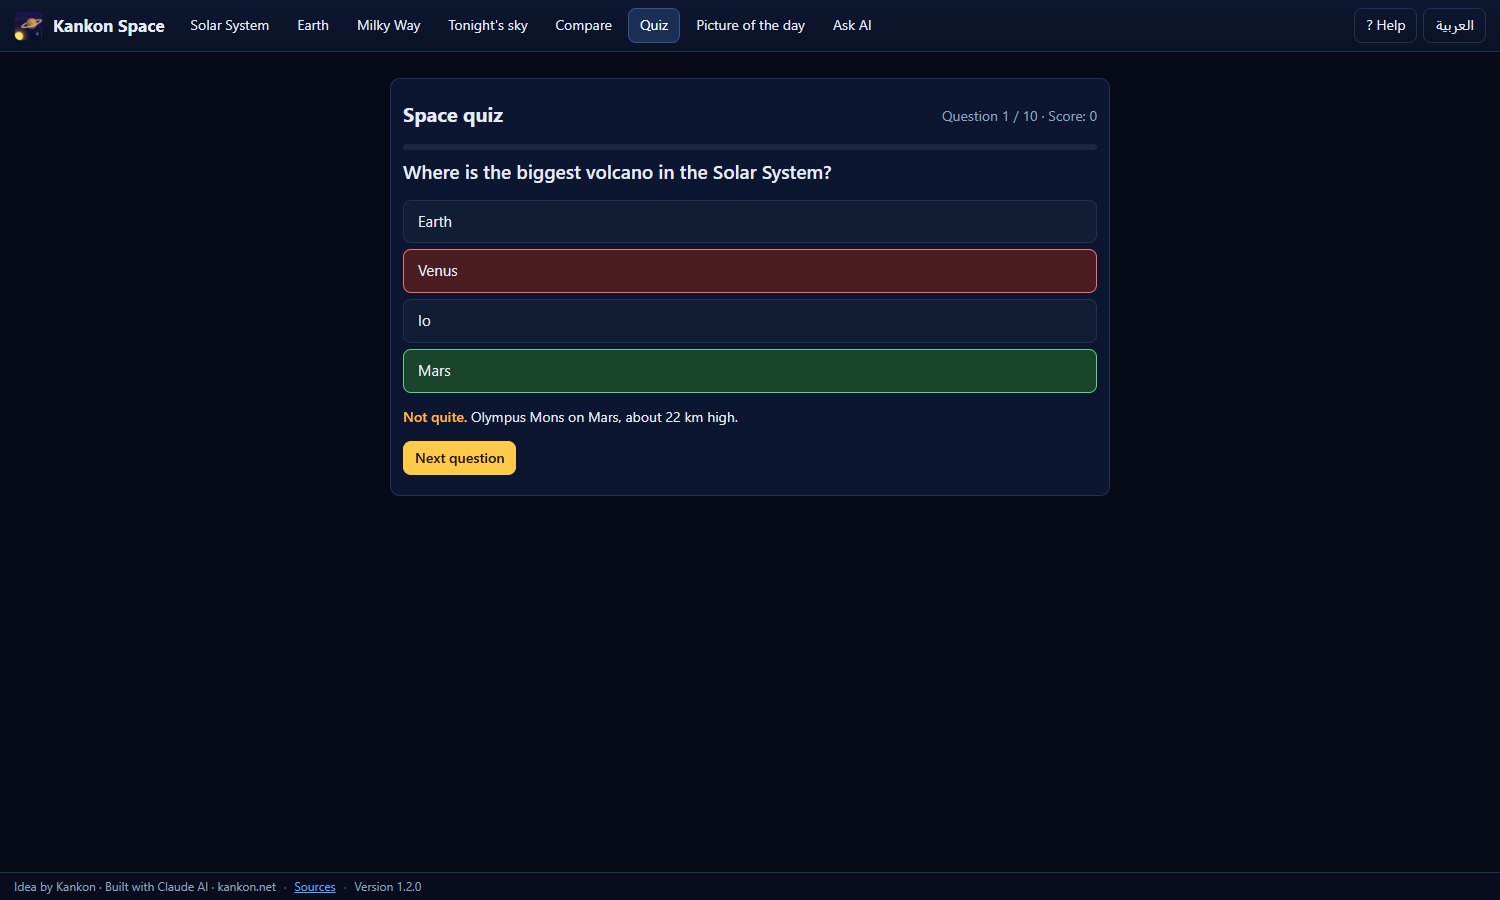 Kankon Space Solar System Earth Milky Way Tonight's sky Compare Quiz Picture of the day Ask AI ? Help العربية
Space quiz Question 1 / 10 · Score: 0
Where is the biggest volcano in the Solar System?
Earth
Venus
Io
Mars
Not quite. Olympus Mons on Mars, about 22 km high.
Next question
Idea by Kankon · Built with Claude AI · kankon.net · Sources · Version 1.2.0